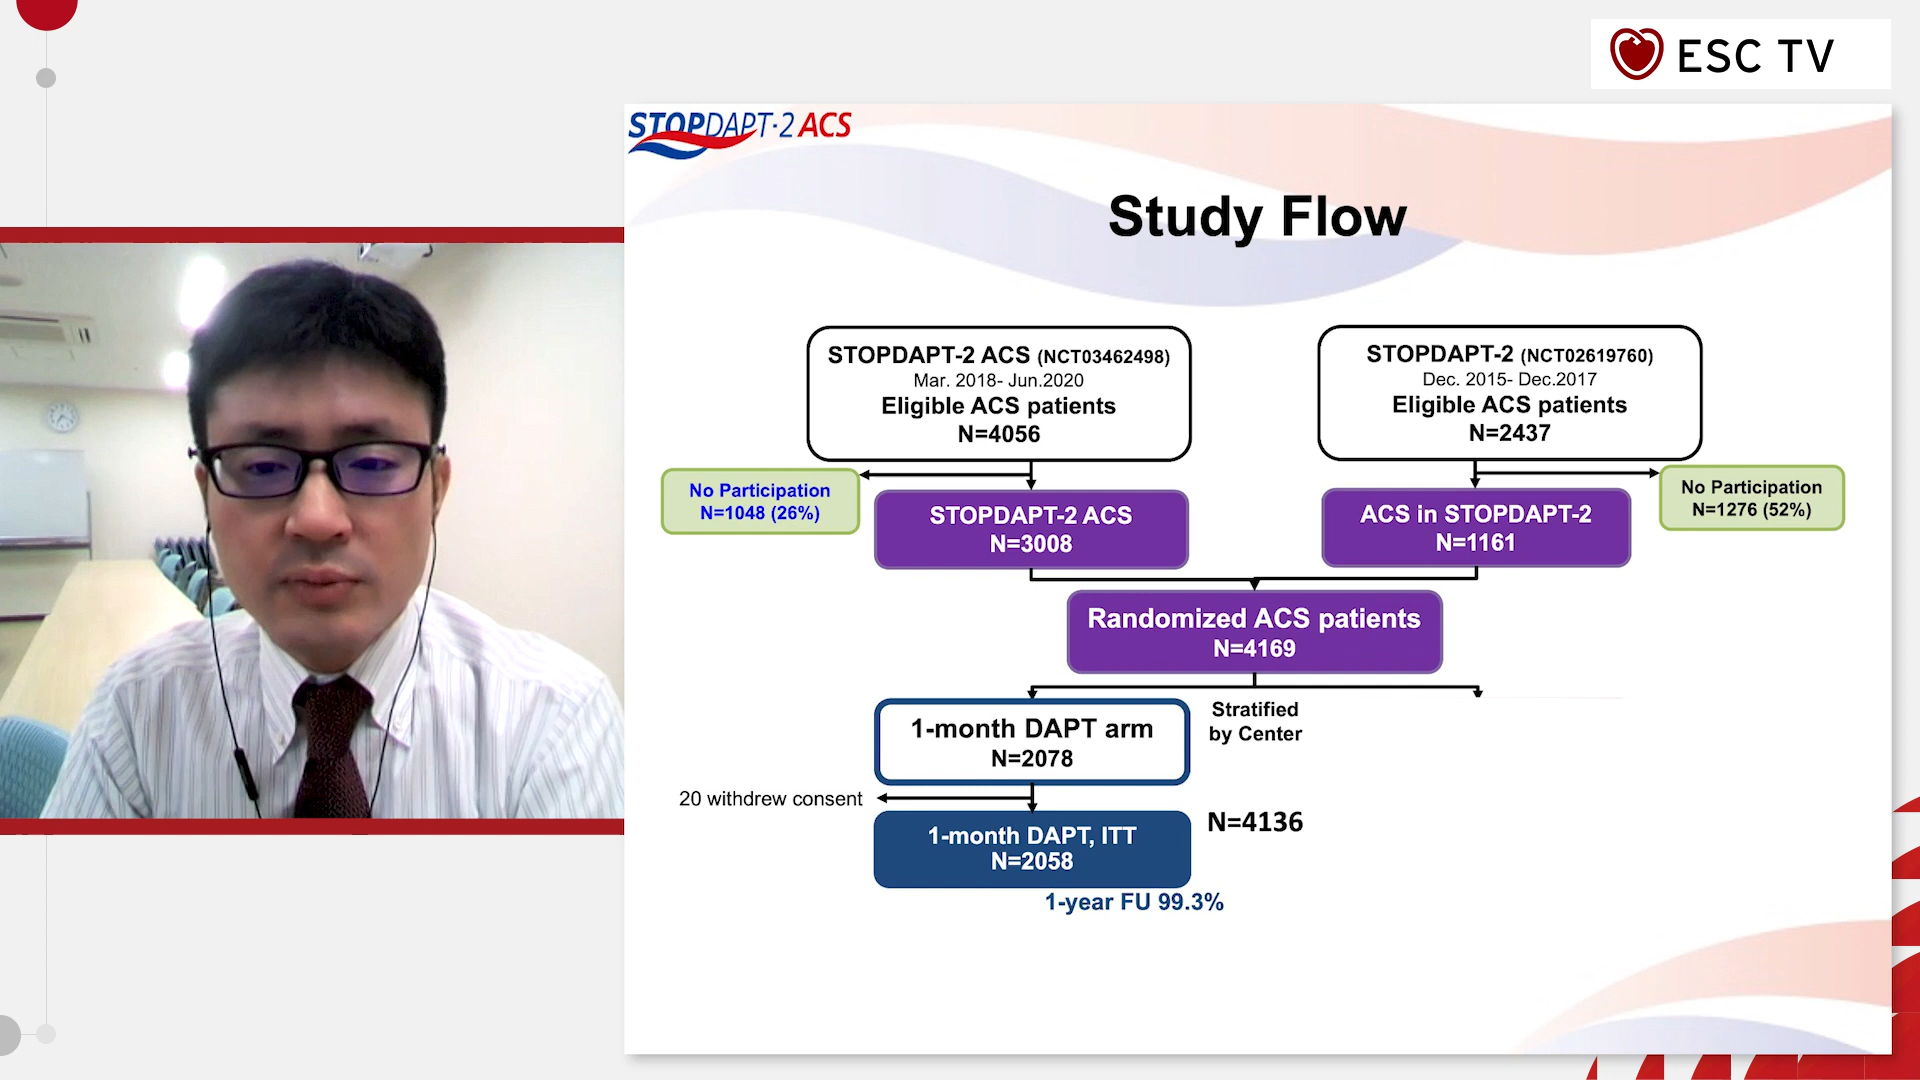 ESC TV
STOPDAPT-2 ACS
Study Flow
STOPDAPT-2 ACS (NCT03462498)
Mar. 2018- Jun.2020
Eligible ACS patients
N=4056
STOPDAPT-2 (NCT02619760)
Dec. 2015- Dec.2017
Eligible ACS patients
N=2437
No Participation
N=1048 (26%)
STOPDAPT-2 ACS
N=3008
ACS in STOPDAPT-2
N=1161
No Participation
N=1276 (52%)
Randomized ACS patients
N=4169
1-month DAPT arm
N=2078
Stratified
by Center
20 withdrew consent
1-month DAPT, ITT
N=2058
N=4136
1-year FU 99.3%